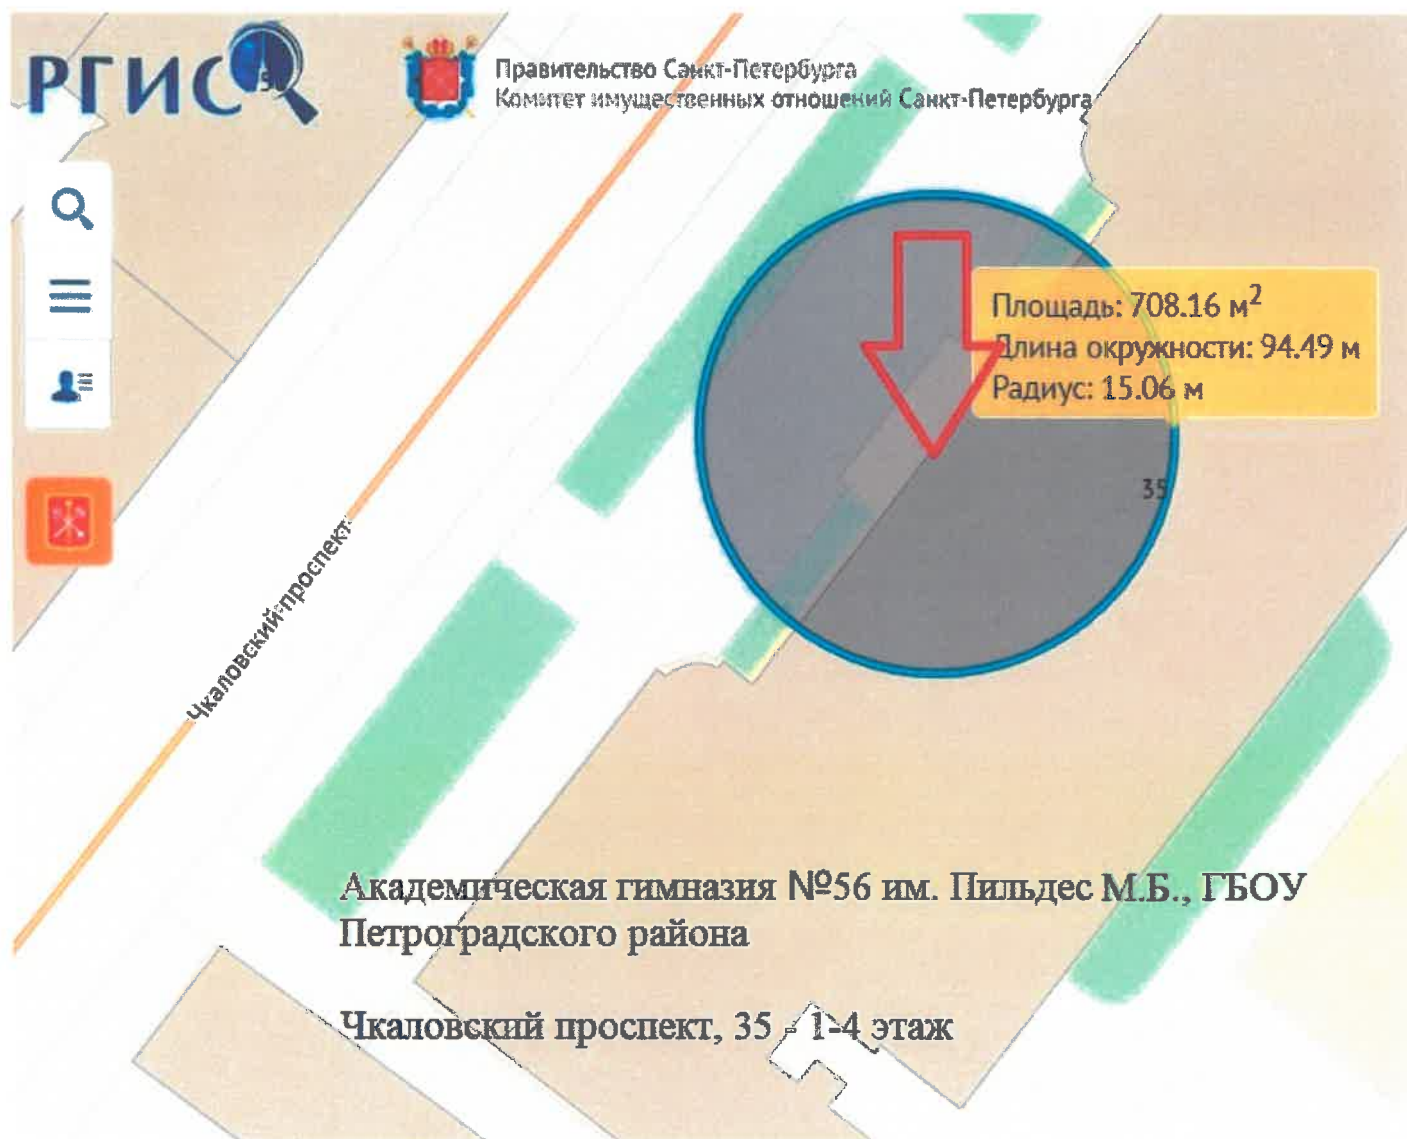 РГИС
Правительство Санкт-Петербурга
Комитет имущественных отношений Санкт-Петербурга
Площадь: 708.16 м²
Длина окружности: 94.49 м
Радиус: 15.06 м
35
Чкаловский проспект
Академическая гимназия №56 им. Пильдес М.Б., ГБОУ
Петроградского района
Чкаловский проспект, 35 - 1-4 этаж